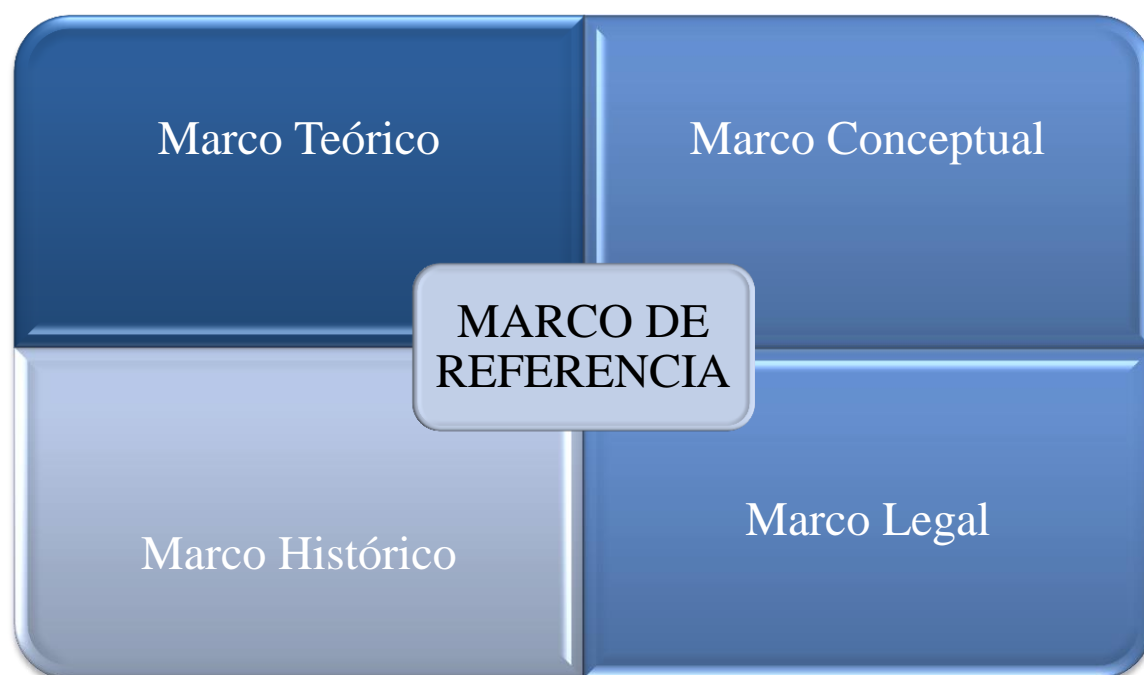 Marco Teórico
Marco Conceptual
MARCO DE
REFERENCIA
Marco Histórico
Marco Legal